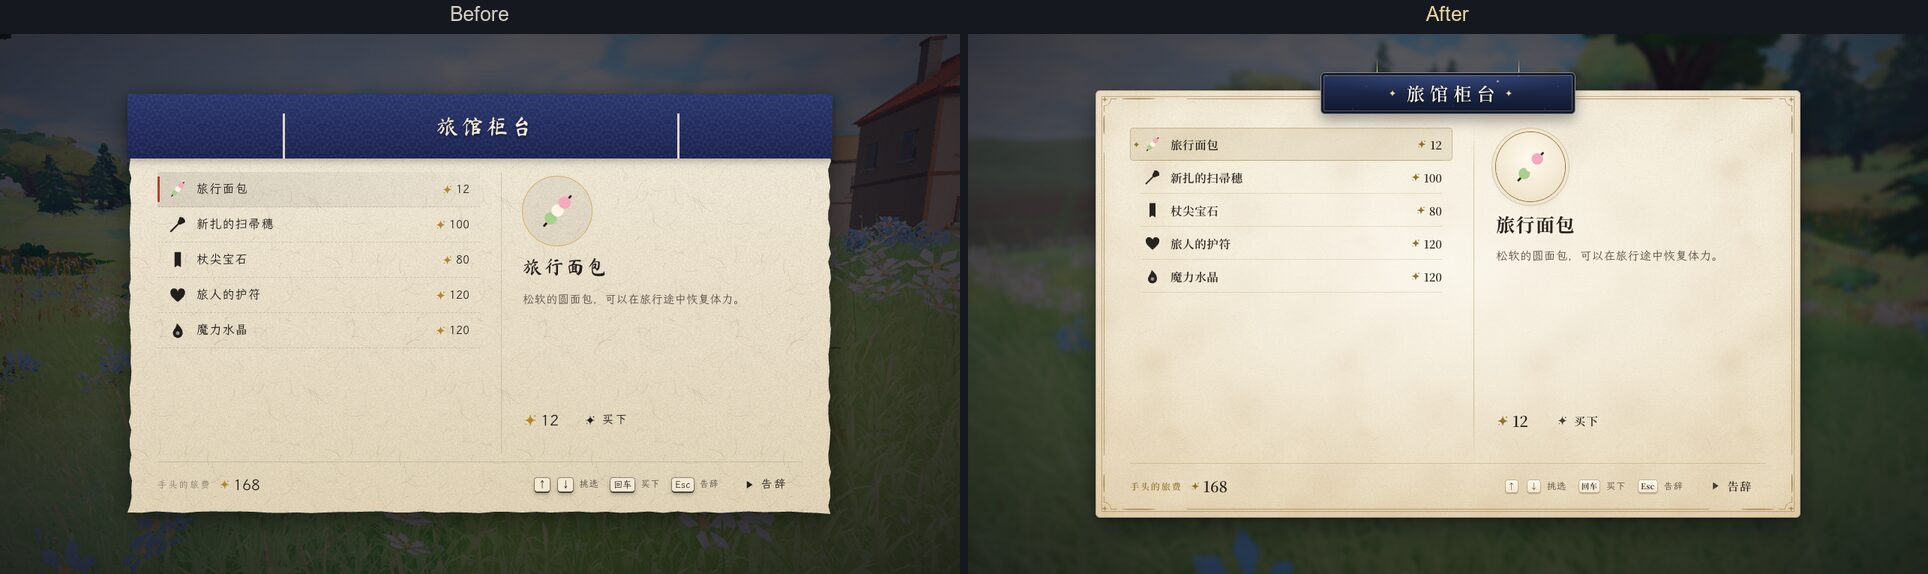 Before
旅馆柜台
旅行面包 12
新扎的扫帚穗 100
杖尖宝石 80
旅人的护符 120
魔力水晶 120
旅行面包
松软的圆面包，可以在旅行途中恢复体力。
12 买下
手头的旅费 168
↑ ↓ 挑选 回车 买下 Esc 告辞 告辞
After
旅馆柜台
旅行面包 12
新扎的扫帚穗 100
杖尖宝石 80
旅人的护符 120
魔力水晶 120
旅行面包
松软的圆面包，可以在旅行途中恢复体力。
12 买下
手头的旅费 168
↑ ↓ 挑选 回车 买下 Esc 告辞 告辞